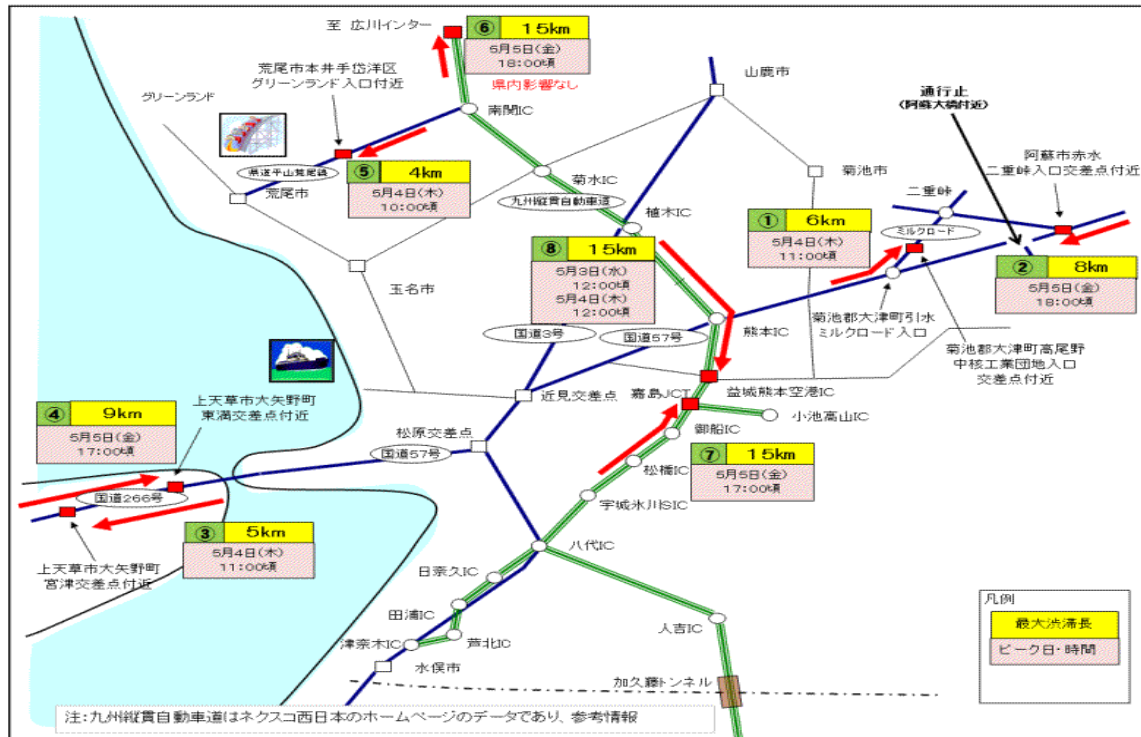 至 広川インター
⑥ 15km
5月5日(金)
18:00頃
県内影響なし
荒尾市本井手岱洋区
グリーンランド入口付近
グリーンランド
南関IC
山鹿市
通行止
(阿蘇大橋付近)
県道平山荒尾線
荒尾市
⑤ 4km
5月4日(木)
10:00頃
菊水IC
九州縦貫自動車道
植木IC
菊池市
二重峠
阿蘇市赤水
二重峠入口交差点付近
① 6km
5月4日(木)
11:00頃
ミルクロード
② 8km
5月5日(金)
18:00頃
玉名市
⑧ 15km
5月3日(水)
12:00頃
5月4日(木)
12:00頃
国道3号
国道57号
熊本IC
菊池郡大津町引水
ミルクロード入口
菊池郡大津町高尾野
中核工業団地入口
交差点付近
近見交差点
嘉島JCT
益城熊本空港IC
小池高山IC
④ 9km
5月5日(金)
17:00頃
上天草市大矢野町
東満交差点付近
松原交差点
国道57号
御船IC
松橋IC
⑦ 15km
5月5日(金)
17:00頃
国道266号
宇城氷川SIC
③ 5km
5月4日(木)
11:00頃
上天草市大矢野町
宮津交差点付近
八代IC
日奈久IC
田浦IC
芦北IC
津奈木IC
水俣市
人吉IC
加久藤トンネル
凡例
最大渋滞長
ピーク日・時間
注:九州縦貫自動車道はネクスコ西日本のホームページのデータであり、参考情報